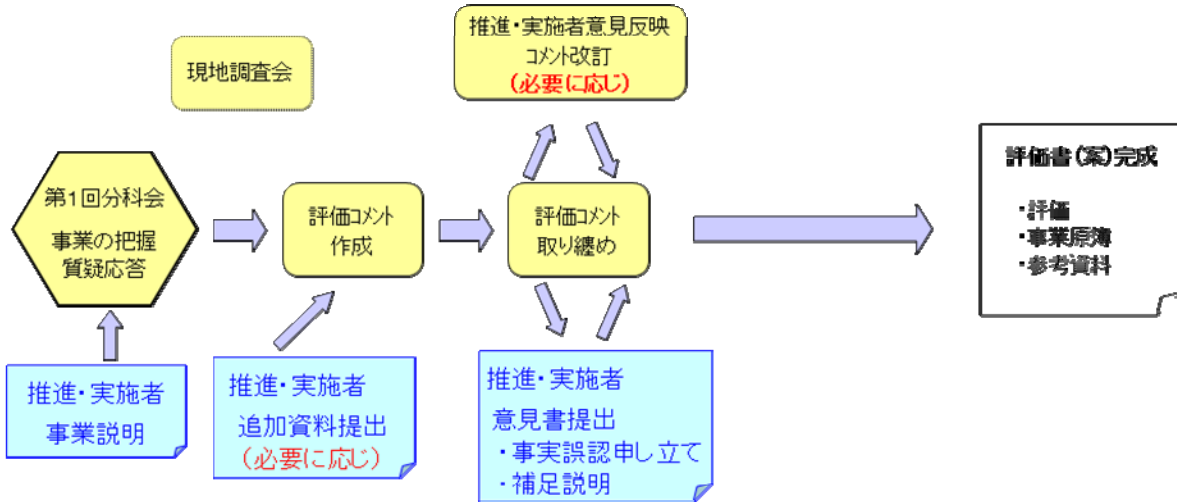 推進・実施者意見反映
コメント改訂
(必要に応じ)
現地調査会
第1回分科会
事業の把握
質疑応答
評価コメント
作成
評価コメント
取り纏め
評価書(案)完成
・評価
・事業原簿
・参考資料
推進・実施者
事業説明
推進・実施者
追加資料提出
(必要に応じ)
推進・実施者
意見書提出
・事実誤認申し立て
・補足説明